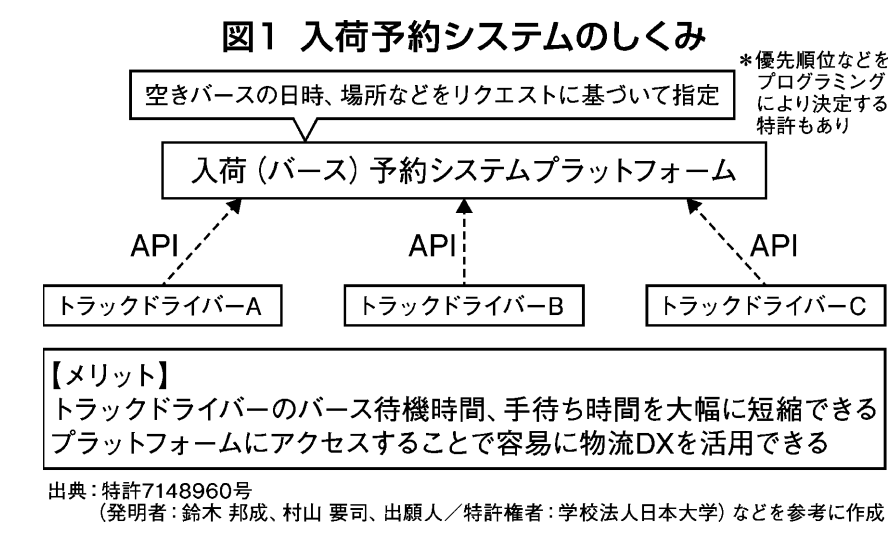 図1 入荷予約システムのしくみ
*優先順位などを
プログラミング
により決定する
特許もあり
空きバースの日時、場所などをリクエストに基づいて指定
入荷(バース)予約システムプラットフォーム
API
API
API
トラックドライバーA
トラックドライバーB
トラックドライバーC
【メリット】
トラックドライバーのバース待機時間、手待ち時間を大幅に短縮できる
プラットフォームにアクセスすることで容易に物流DXを活用できる
出典:特許7148960号
(発明者:鈴木 邦成、村山 要司、出願人/特許権者:学校法人日本大学)などを参考に作成